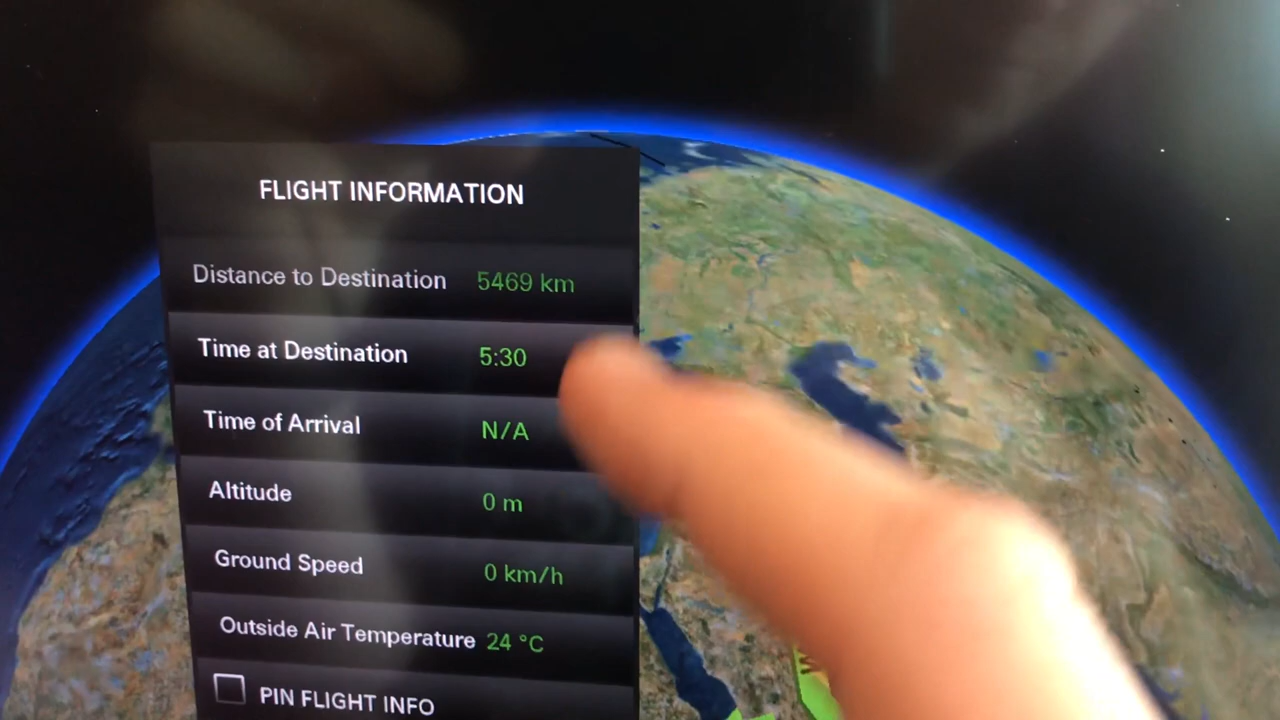 FLIGHT INFORMATION
Distance to Destination 5469 km
Time at Destination 5:30
Time of Arrival N/A
Altitude 0 m
Ground Speed 0 km/h
Outside Air Temperature 24 °C
PIN FLIGHT INFO